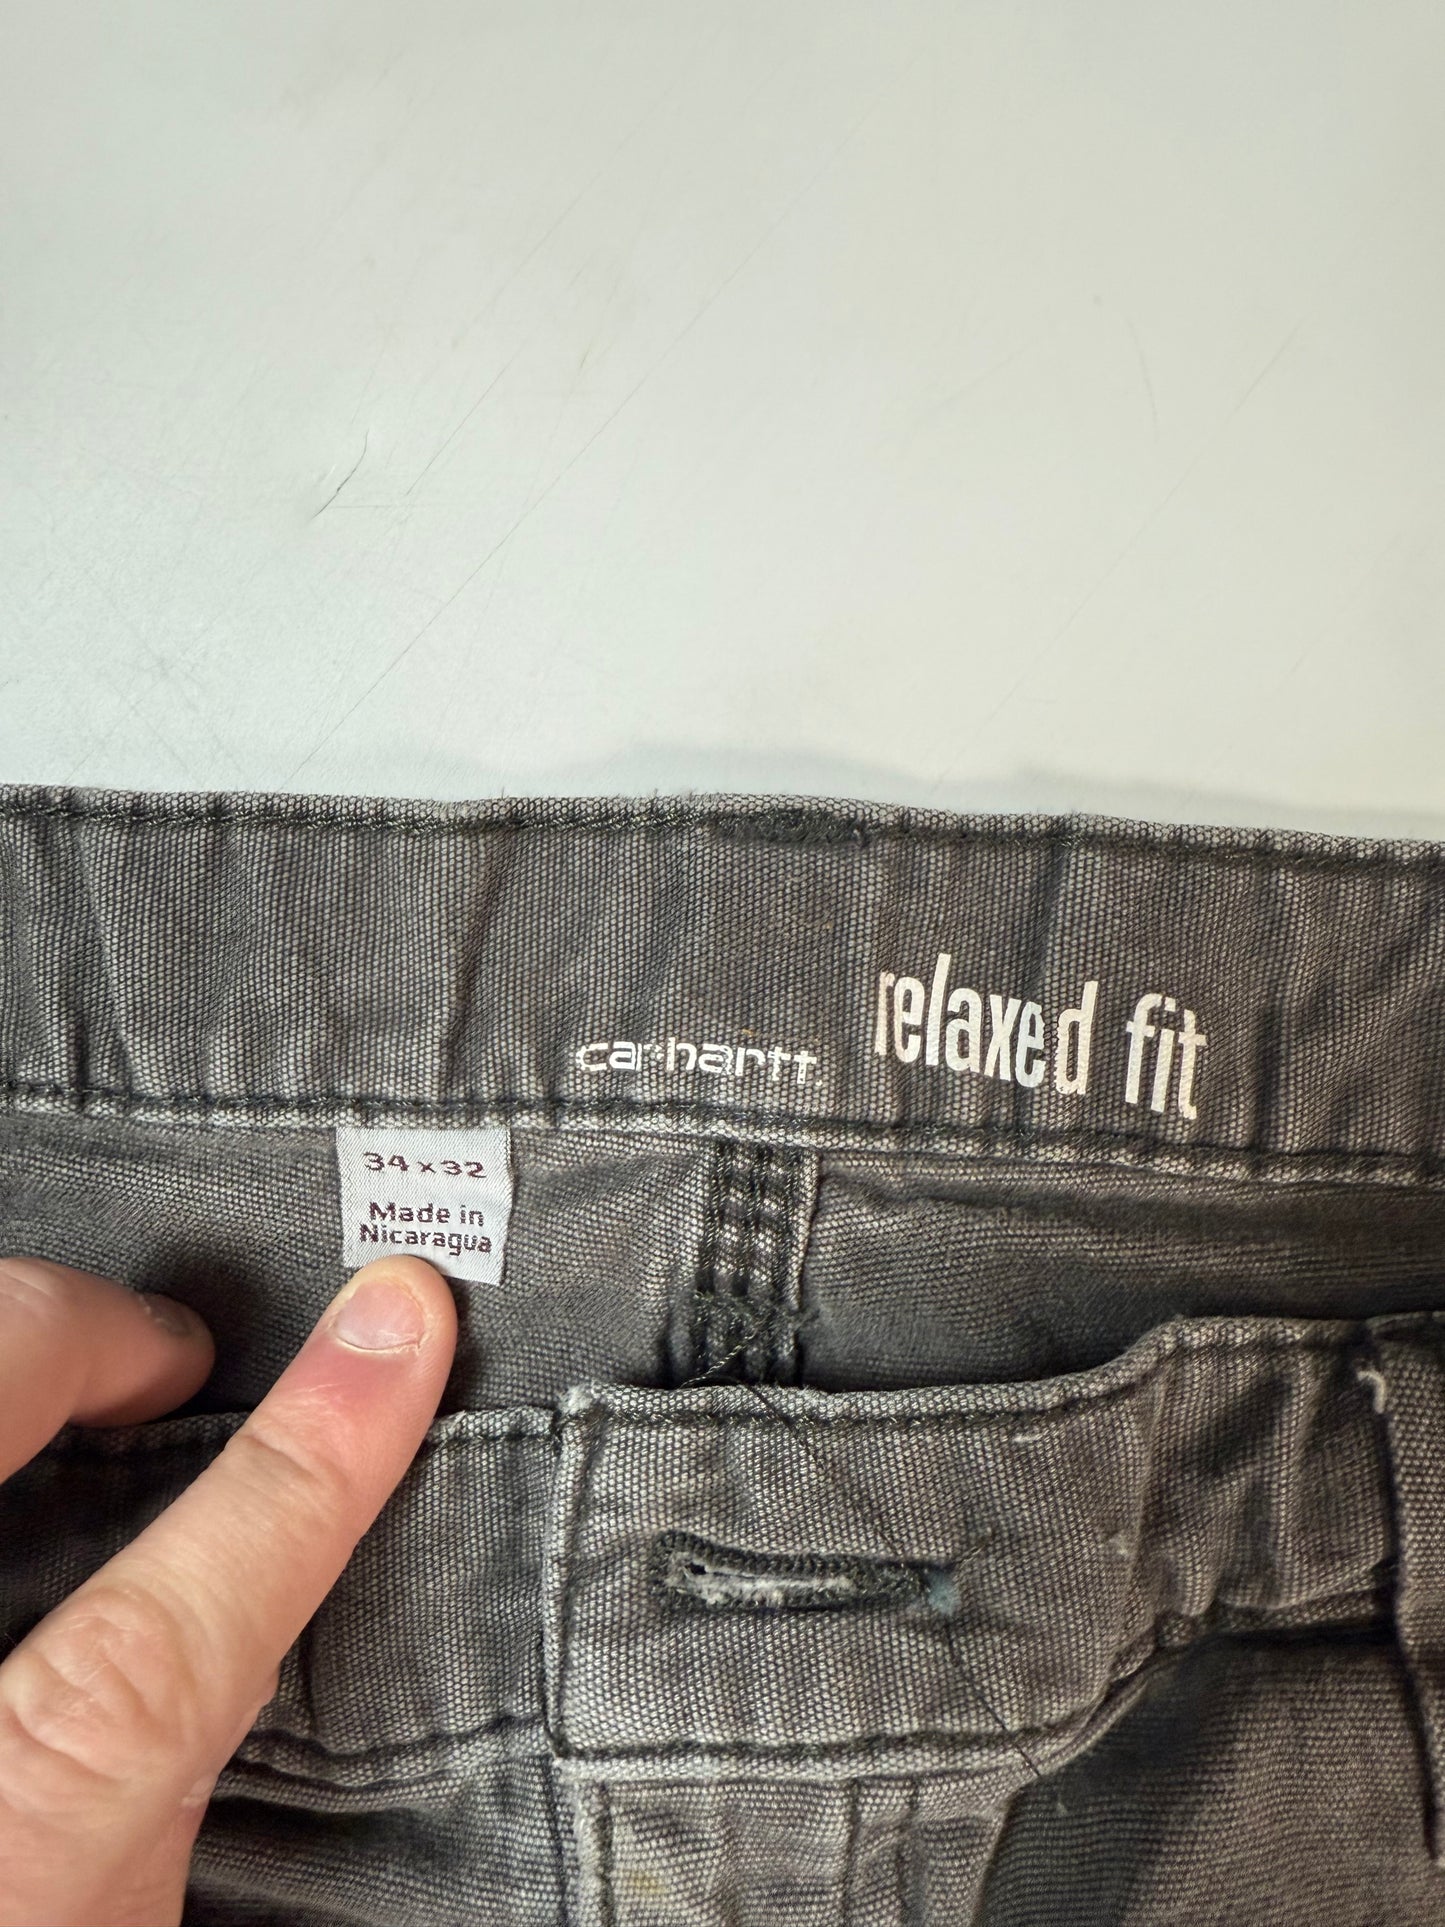 relaxed fit
carhartt.
34 x 32
Made in
Nicaragua